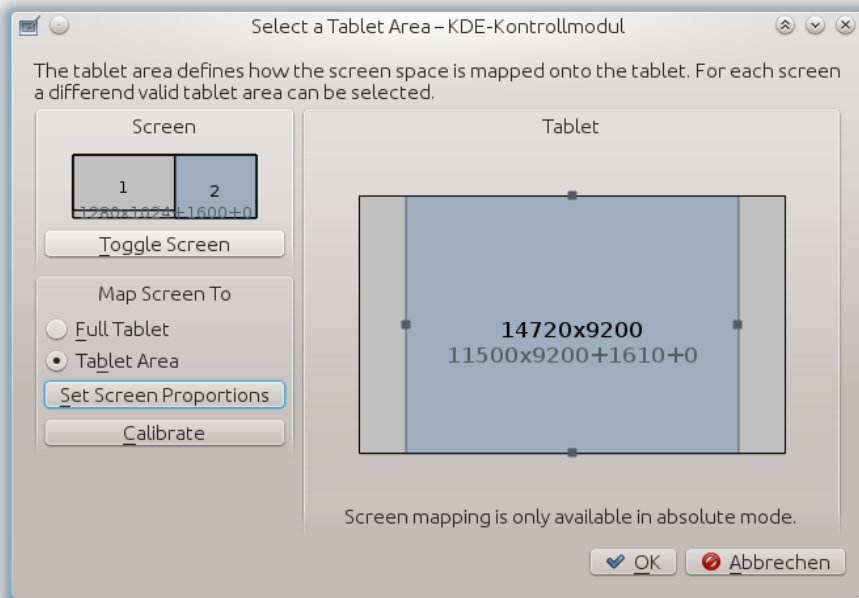 Select a Tablet Area – KDE-Kontrollmodul
The tablet area defines how the screen space is mapped onto the tablet. For each screen
a differend valid tablet area can be selected.
Screen
1
2
1280x1024+1600+0
Toggle Screen
Map Screen To
Full Tablet
Tablet Area
Set Screen Proportions
Calibrate
Tablet
14720x9200
11500x9200+1610+0
Screen mapping is only available in absolute mode.
OK
Abbrechen